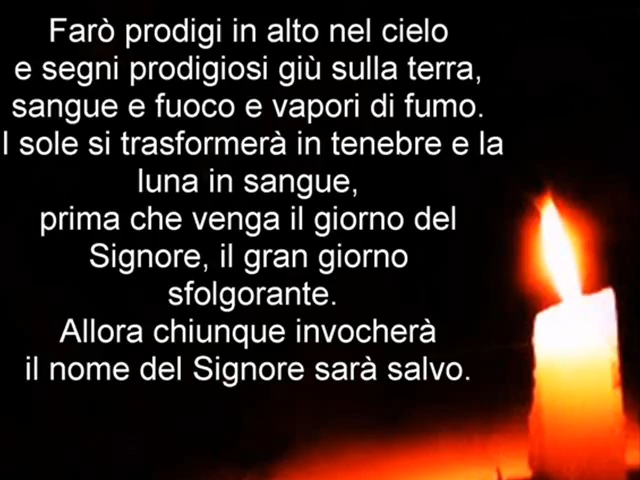 Farò prodigi in alto nel cielo
e segni prodigiosi giù sulla terra,
sangue e fuoco e vapori di fumo.
l sole si trasformerà in tenebre e la
luna in sangue,
prima che venga il giorno del
Signore, il gran giorno
sfolgorante.
Allora chiunque invocherà
il nome del Signore sarà salvo.